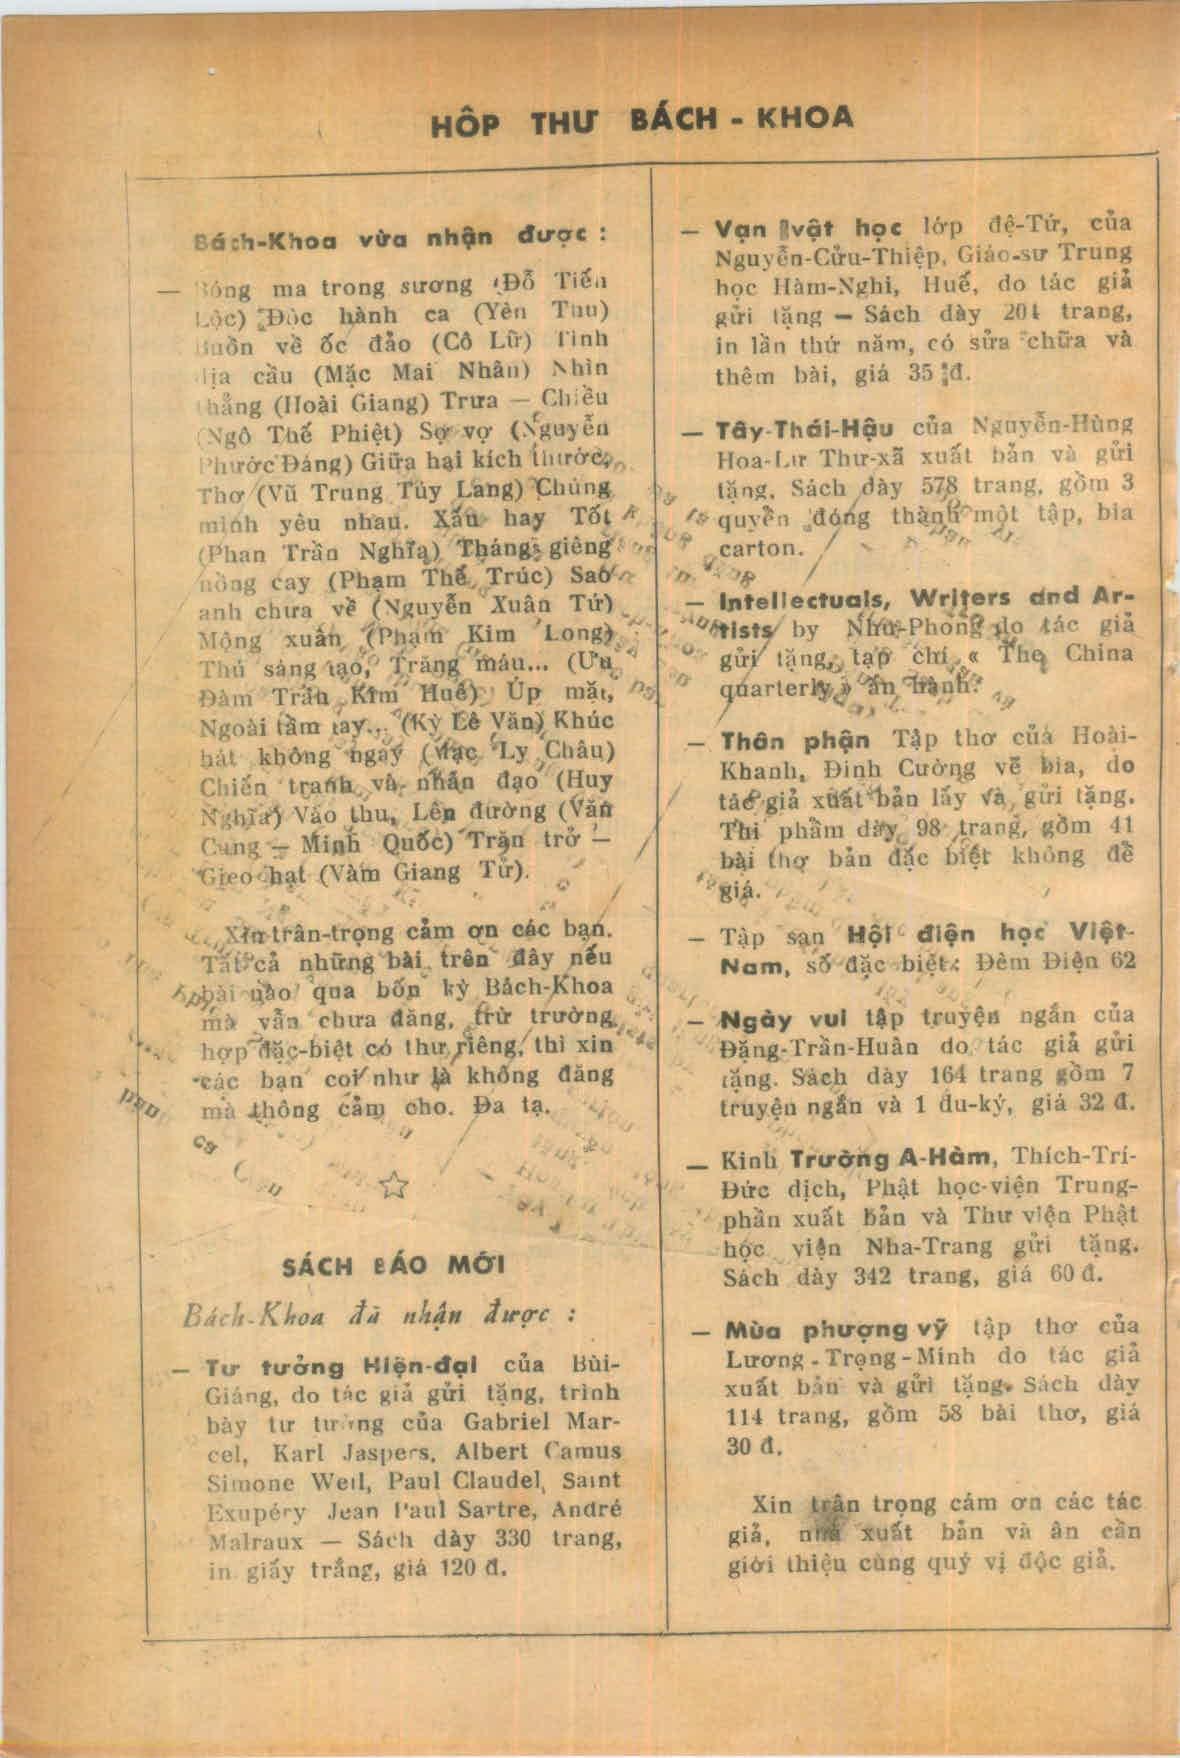 HỘP THƯ BÁCH - KHOA
Bách-Khoa vừa nhận được :
— Bóng ma trong sương (Đỗ Tiến
Lộc) Độc hành ca (Yên Thu)
Buồn về ốc đảo (Cô Lữ) Tình
địa cầu (Mặc Mai Nhân) Nhìn
thẳng (Hoài Giang) Trưa — Chiều
(Ngô Thế Phiệt) Sợ vợ (Nguyễn
Phước Đáng) Giữa hai kích thước,
Thơ (Vũ Trung Túy Lang) Chúng
mình yêu nhau. Xấu hay Tốt
(Phan Trần Nghĩa) Tháng giêng
nồng cay (Phạm Thế Trúc) Sao
anh chưa về (Nguyễn Xuân Tứ)
Mộng xuân (Phạm Kim Long)
Thú sáng tạo, Trăng máu... (Ưu
Đàm Trần Kim Huế) Úp mặt,
Ngoài tầm tay... (Kỳ Lê Văn) Khúc
hát không ngày (Mạc Ly Châu)
Chiến tranh và nhân đạo (Huy
Nghĩa) Vào thu, Lên đường (Văn
Cung — Minh Quốc) Trăn trở —
Gieo hạt (Vàm Giang Tử).
Xin trân-trọng cảm ơn các bạn.
Tất cả những bài trên đây nếu
bài nào qua bốn kỳ Bách-Khoa
mà vẫn chưa đăng, trừ trường
hợp đặc-biệt có thư riêng, thì xin
các bạn coi như là không đăng
mà thông cảm cho. Đa tạ.
SÁCH BÁO MỚI
Bách-Khoa đã nhận được :
— Tư tưởng Hiện-đại của Bùi-
Giáng, do tác giả gửi tặng, trình
bày tư tưởng của Gabriel Mar-
cel, Karl Jaspers, Albert Camus
Simone Weil, Paul Claudel, Saint
Exupéry Jean Paul Sartre, André
Malraux — Sách dày 330 trang,
in giấy trắng, giá 120 đ.
— Vạn vật học lớp đệ-Tứ, của
Nguyễn-Cửu-Thiệp, Giáo-sư Trung
học Hàm-Nghi, Huế, do tác giả
gửi tặng — Sách dày 204 trang,
in lần thứ năm, có sửa chữa và
thêm bài, giá 35 đ.
— Tây-Thái-Hậu của Nguyễn-Hùng
Hoa-Lư Thư-xã xuất bản và gửi
tặng. Sách dày 578 trang, gồm 3
quyển đóng thành một tập, bìa
carton.
— Intellectuals, Writers and Ar-
tists by Như-Phong do tác giả
gửi tặng, tạp chí « The China
quarterly » ấn hành.
— Thân phận Tập thơ của Hoài-
Khanh, Đinh Cường vẽ bìa, do
tác giả xuất bản lấy và gửi tặng.
Thi phẩm dày 98 trang, gồm 41
bài thơ bản đặc biệt không đề
giá.
— Tập san Hội điện học Việt-
Nam, số đặc biệt : Đêm Điện 62
— Ngày vui tập truyện ngắn của
Đặng-Trần-Huân do tác giả gửi
tặng. Sách dày 164 trang gồm 7
truyện ngắn và 1 du-ký, giá 32 đ.
— Kinh Trường A-Hàm, Thích-Trí-
Đức dịch, Phật học-viện Trung-
phần xuất bản và Thư viện Phật
học viện Nha-Trang gửi tặng.
Sách dày 342 trang, giá 60 đ.
— Mùa phượng vỹ tập thơ của
Lương - Trọng - Minh do tác giả
xuất bản và gửi tặng. Sách dày
114 trang, gồm 58 bài thơ, giá
30 đ.
Xin trân trọng cám ơn các tác
giả, nhà xuất bản và ân cần
giới thiệu cùng quý vị độc giả.